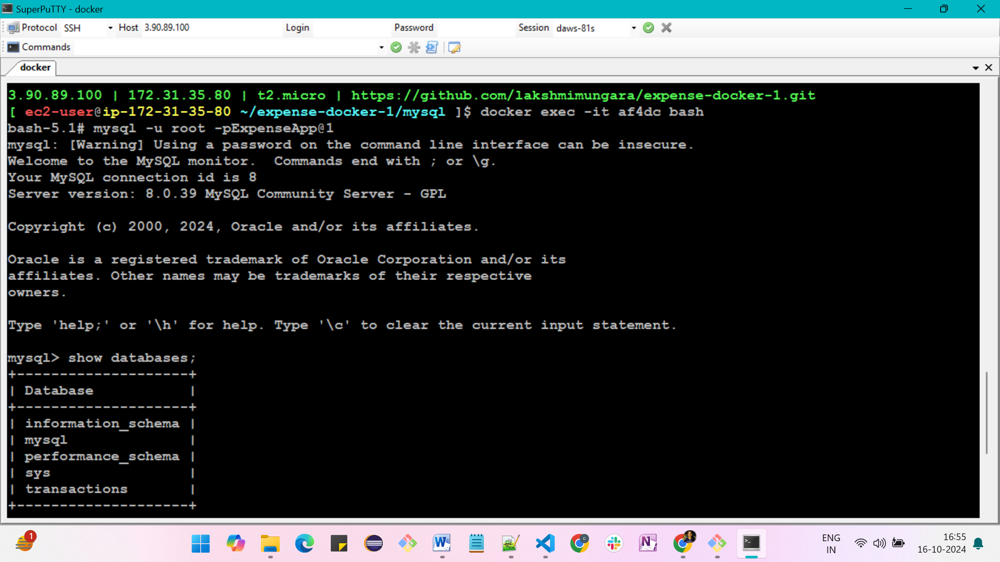 SuperPuTTY - docker
Protocol SSH Host 3.90.89.100 Login Password Session daws-81s
Commands
docker
3.90.89.100 | 172.31.35.80 | t2.micro | https://github.com/lakshmimungara/expense-docker-1.git
[ ec2-user@ip-172-31-35-80 ~/expense-docker-1/mysql ]$ docker exec -it af4dc bash
bash-5.1# mysql -u root -pExpenseApp@1
mysql: [Warning] Using a password on the command line interface can be insecure.
Welcome to the MySQL monitor.  Commands end with ; or \g.
Your MySQL connection id is 8
Server version: 8.0.39 MySQL Community Server - GPL
Copyright (c) 2000, 2024, Oracle and/or its affiliates.
Oracle is a registered trademark of Oracle Corporation and/or its
affiliates. Other names may be trademarks of their respective
owners.
Type 'help;' or '\h' for help. Type '\c' to clear the current input statement.
mysql> show databases;
+--------------------+
| Database           |
+--------------------+
| information_schema |
| mysql              |
| performance_schema |
| sys                |
| transactions       |
+--------------------+
1
ENG
IN
16:55
16-10-2024